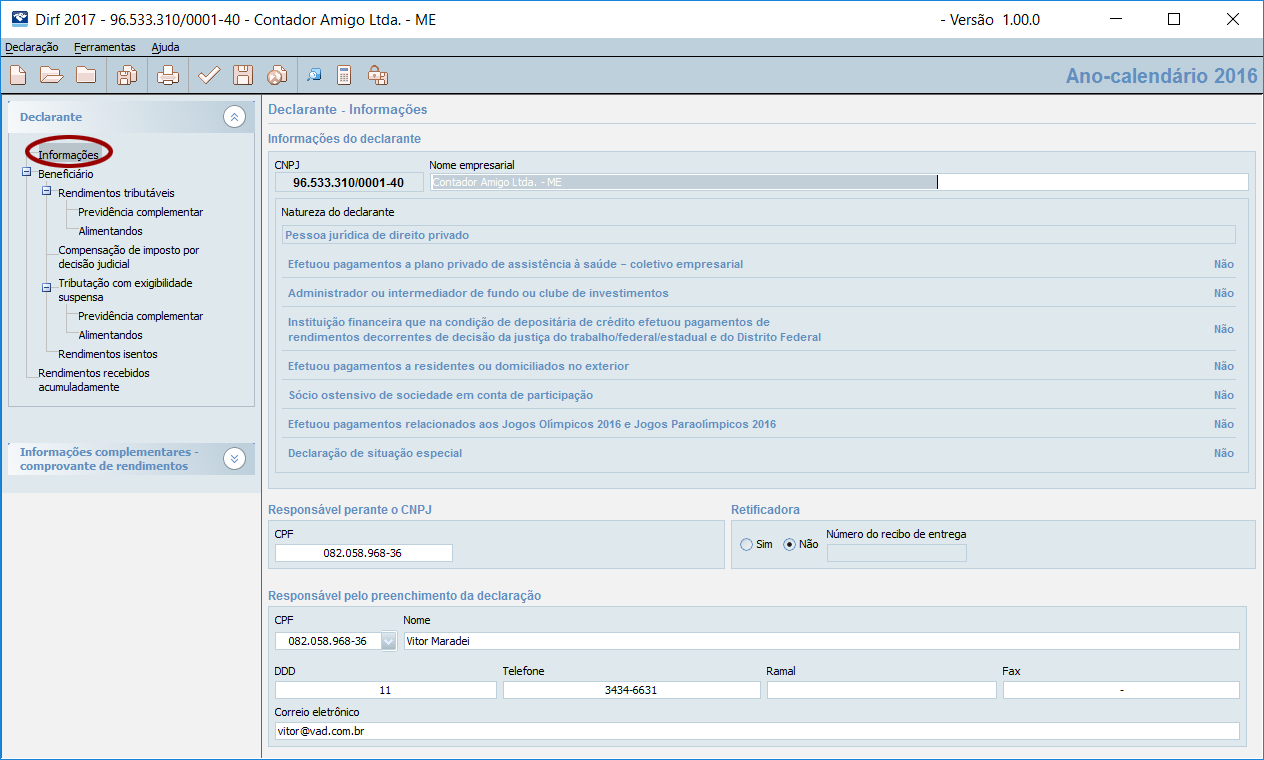 Dirf 2017 - 96.533.310/0001-40 - Contador Amigo Ltda. - ME
- Versão 1.00.0
Declaração Ferramentas Ajuda
Ano-calendário 2016
Declarante
Informações
Beneficiário
Rendimentos tributáveis
Previdência complementar
Alimentandos
Compensação de imposto por
decisão judicial
Tributação com exigibilidade
suspensa
Previdência complementar
Alimentandos
Rendimentos isentos
Rendimentos recebidos
acumuladamente
Informações complementares -
comprovante de rendimentos
Declarante - Informações
Informações do declarante
CNPJ Nome empresarial
96.533.310/0001-40 Contador Amigo Ltda. - ME
Natureza do declarante
Pessoa jurídica de direito privado
Efetuou pagamentos a plano privado de assistência à saúde – coletivo empresarial Não
Administrador ou intermediador de fundo ou clube de investimentos Não
Instituição financeira que na condição de depositária de crédito efetuou pagamentos de
rendimentos decorrentes de decisão da justiça do trabalho/federal/estadual e do Distrito Federal Não
Efetuou pagamentos a residentes ou domiciliados no exterior Não
Sócio ostensivo de sociedade em conta de participação Não
Efetuou pagamentos relacionados aos Jogos Olímpicos 2016 e Jogos Paraolímpicos 2016 Não
Declaração de situação especial Não
Responsável perante o CNPJ
CPF
082.058.968-36
Retificadora
Sim Não Número do recibo de entrega
Responsável pelo preenchimento da declaração
CPF Nome
082.058.968-36 Vitor Maradei
DDD Telefone Ramal Fax
11 3434-6631 -
Correio eletrônico
vitor@vad.com.br